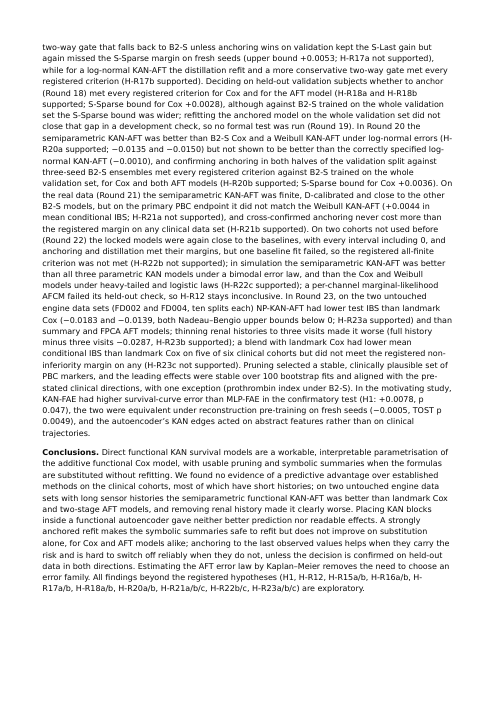 two-way gate that falls back to B2-S unless anchoring wins on validation kept the S-Last gain but
again missed the S-Sparse margin on fresh seeds (upper bound +0.0053; H-R17a not supported),
while for a log-normal KAN-AFT the distillation refit and a more conservative two-way gate met every
registered criterion (H-R17b supported). Deciding on held-out validation subjects whether to anchor
(Round 18) met every registered criterion for Cox and for the AFT model (H-R18a and H-R18b
supported; S-Sparse bound for Cox +0.0028), although against B2-S trained on the whole validation
set the S-Sparse bound was wider; refitting the anchored model on the whole validation set did not
close that gap in a development check, so no formal test was run (Round 19). In Round 20 the
semiparametric KAN-AFT was better than B2-S Cox and a Weibull KAN-AFT under log-normal errors (H-
R20a supported; −0.0135 and −0.0150) but not shown to be better than the correctly specified log-
normal KAN-AFT (−0.0010), and confirming anchoring in both halves of the validation split against
three-seed B2-S ensembles met every registered criterion against B2-S trained on the whole
validation set, for Cox and both AFT models (H-R20b supported; S-Sparse bound for Cox +0.0036). On
the real data (Round 21) the semiparametric KAN-AFT was finite, D-calibrated and close to the other
B2-S models, but on the primary PBC endpoint it did not match the Weibull KAN-AFT (+0.0044 in
mean conditional IBS; H-R21a not supported), and cross-confirmed anchoring never cost more than
the registered margin on any clinical data set (H-R21b supported). On two cohorts not used before
(Round 22) the locked models were again close to the baselines, with every interval including 0, and
anchoring and distillation met their margins, but one baseline fit failed, so the registered all-finite
criterion was not met (H-R22b not supported); in simulation the semiparametric KAN-AFT was better
than all three parametric KAN models under a bimodal error law, and than the Cox and Weibull
models under heavy-tailed and logistic laws (H-R22c supported); a per-channel marginal-likelihood
AFCM failed its held-out check, so H-R12 stays inconclusive. In Round 23, on the two untouched
engine data sets (FD002 and FD004, ten splits each) NP-KAN-AFT had lower test IBS than landmark
Cox (−0.0183 and −0.0139, both Nadeau–Bengio upper bounds below 0; H-R23a supported) and than
summary and FPCA AFT models; thinning renal histories to three visits made it worse (full history
minus three visits −0.0287, H-R23b supported); a blend with landmark Cox had lower mean
conditional IBS than landmark Cox on five of six clinical cohorts but did not meet the registered non-
inferiority margin on any (H-R23c not supported). Pruning selected a stable, clinically plausible set of
PBC markers, and the leading effects were stable over 100 bootstrap fits and aligned with the pre-
stated clinical directions, with one exception (prothrombin index under B2-S). In the motivating study,
KAN-FAE had higher survival-curve error than MLP-FAE in the confirmatory test (H1: +0.0078, p
0.047), the two were equivalent under reconstruction pre-training on fresh seeds (−0.0005, TOST p
0.0049), and the autoencoder’s KAN edges acted on abstract features rather than on clinical
trajectories.
Conclusions. Direct functional KAN survival models are a workable, interpretable parametrisation of
the additive functional Cox model, with usable pruning and symbolic summaries when the formulas
are substituted without refitting. We found no evidence of a predictive advantage over established
methods on the clinical cohorts, most of which have short histories; on two untouched engine data
sets with long sensor histories the semiparametric functional KAN-AFT was better than landmark Cox
and two-stage AFT models, and removing renal history made it clearly worse. Placing KAN blocks
inside a functional autoencoder gave neither better prediction nor readable effects. A strongly
anchored refit makes the symbolic summaries safe to refit but does not improve on substitution
alone, for Cox and AFT models alike; anchoring to the last observed values helps when they carry the
risk and is hard to switch off reliably when they do not, unless the decision is confirmed on held-out
data in both directions. Estimating the AFT error law by Kaplan–Meier removes the need to choose an
error family. All findings beyond the registered hypotheses (H1, H-R12, H-R15a/b, H-R16a/b, H-
R17a/b, H-R18a/b, H-R20a/b, H-R21a/b/c, H-R22b/c, H-R23a/b/c) are exploratory.